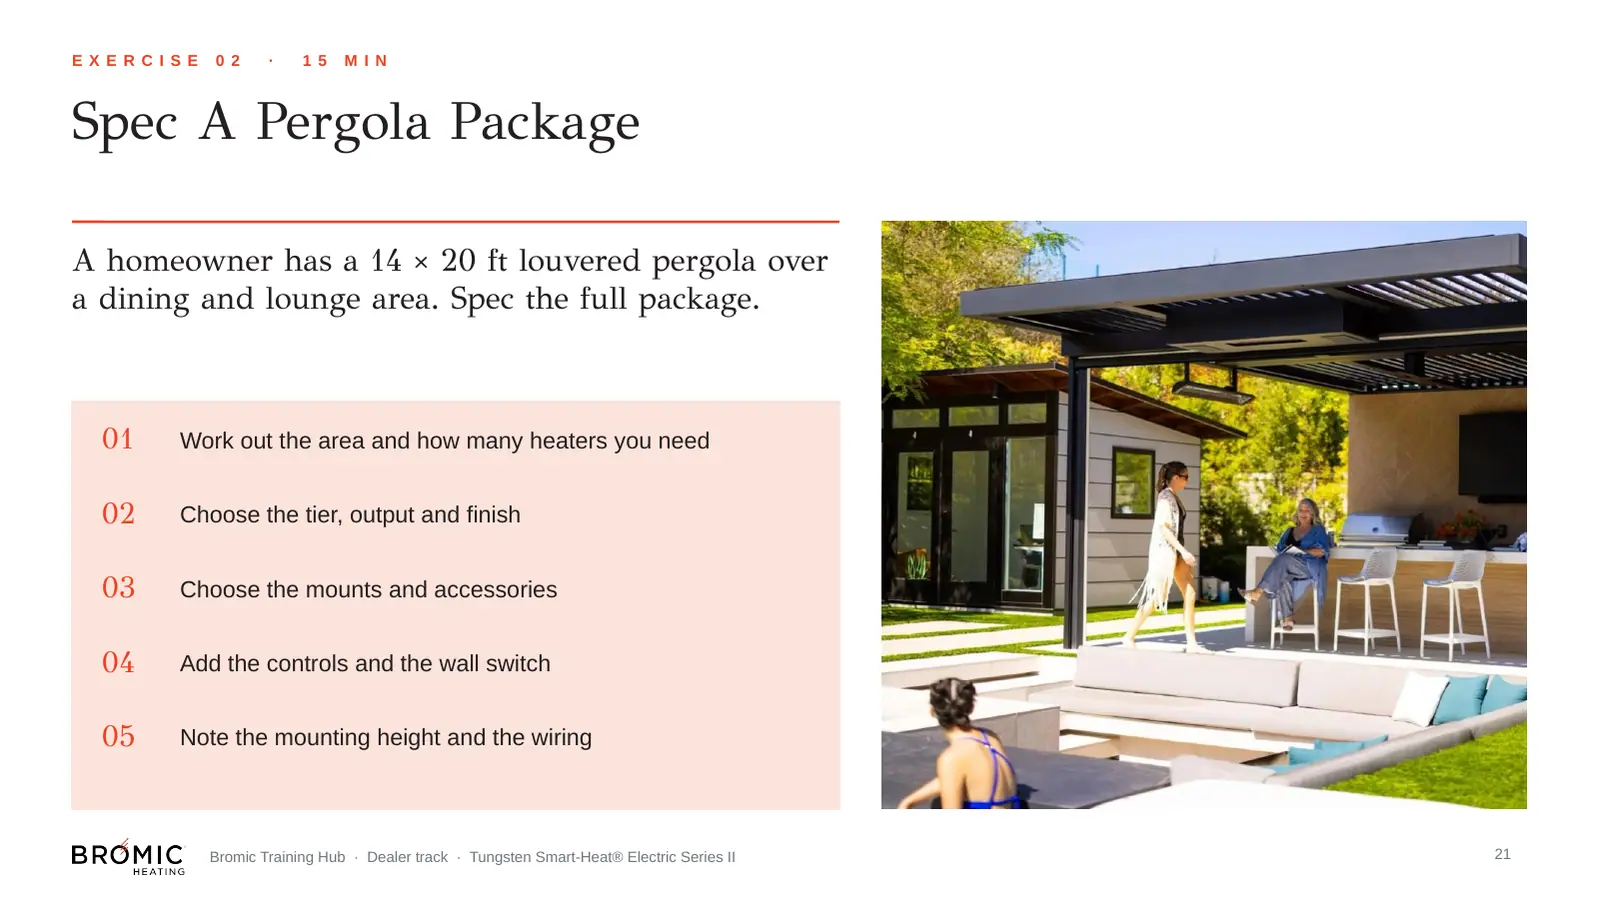 EXERCISE 02 · 15 MIN
Spec A Pergola Package
A homeowner has a 14 × 20 ft louvered pergola over
a dining and lounge area. Spec the full package.
01 Work out the area and how many heaters you need
02 Choose the tier, output and finish
03 Choose the mounts and accessories
04 Add the controls and the wall switch
05 Note the mounting height and the wiring
BROMIC
HEATING
Bromic Training Hub · Dealer track · Tungsten Smart-Heat® Electric Series II
21